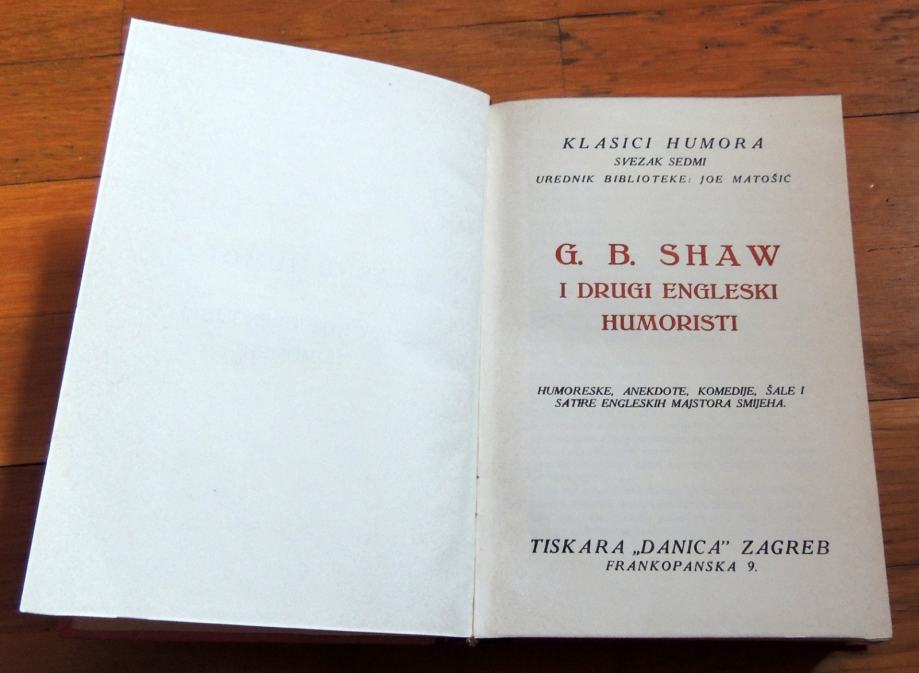 KLASICI HUMORA
SVEZAK SEDMI
UREDNIK BIBLIOTEKE: JOE MATOŠIĆ
G. B. SHAW
I DRUGI ENGLESKI
HUMORISTI
HUMORESKE, ANEKDOTE, KOMEDIJE, ŠALE I
SATIRE ENGLESKIH MAJSTORA SMIJEHA.
TISKARA „DANICA" ZAGREB
FRANKOPANSKA 9.